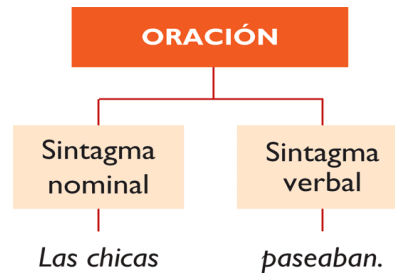 ORACIÓN
Sintagma
nominal
Sintagma
verbal
Las chicas
paseaban.